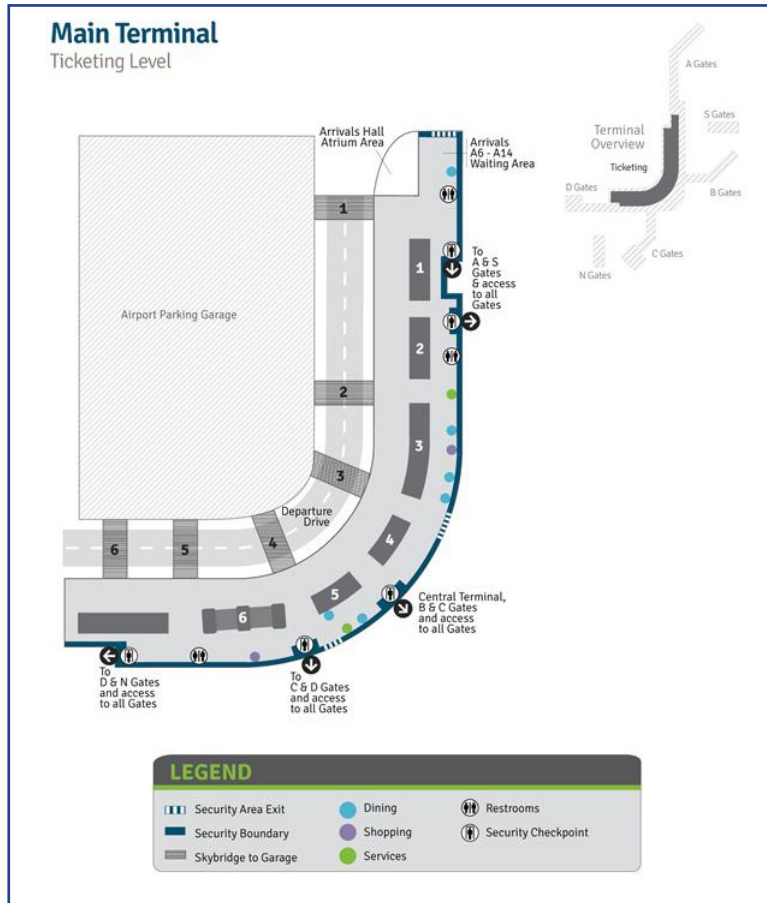 Main Terminal
Ticketing Level
A Gates
S Gates
Terminal
Overview
Ticketing
D Gates
B Gates
C Gates
N Gates
Arrivals Hall
Atrium Area
Arrivals
A6 - A14
Waiting Area
1
To
A & S
Gates
& access
to all
Gates
1
Airport Parking Garage
2
2
3
3
Departure
Drive
4
4
5
6
5
6
Central Terminal,
B & C Gates
and access
to all Gates
To
D & N Gates
and access
to all Gates
To
C & D Gates
and access
to all Gates
LEGEND
Security Area Exit
Security Boundary
Skybridge to Garage
Dining
Shopping
Services
Restrooms
Security Checkpoint